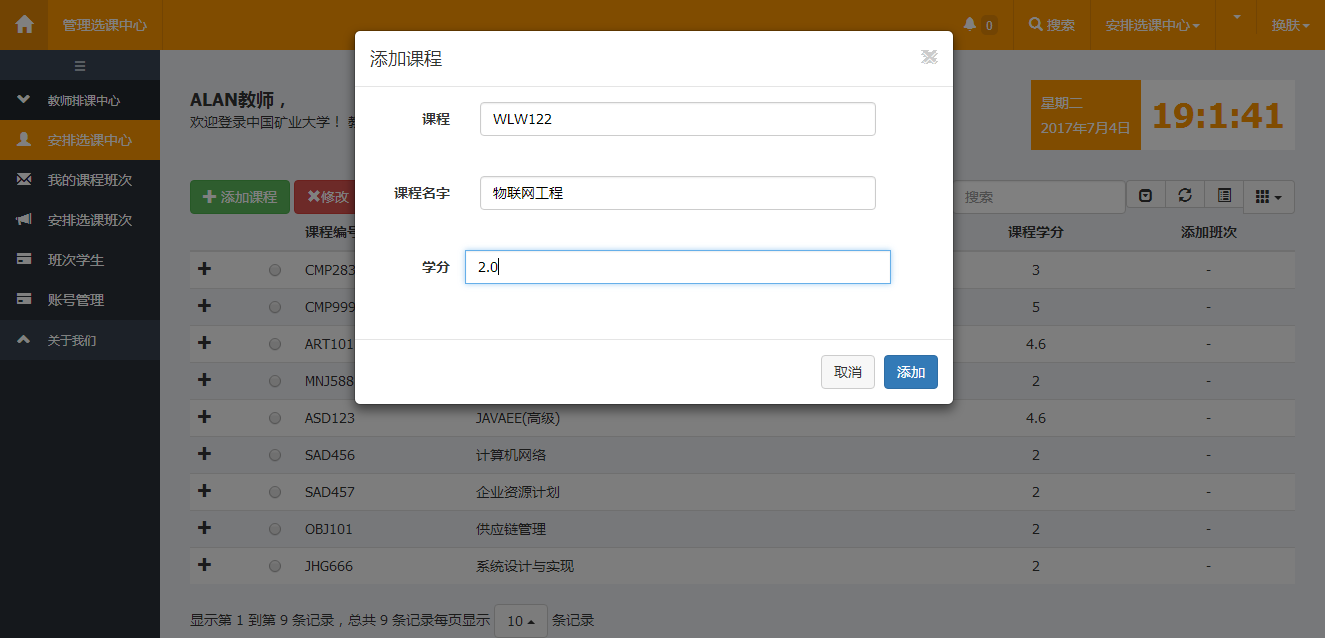 管理选课中心
0
搜索
安排选课中心
换肤
教师排课中心
安排选课中心
我的课程班次
安排选课班次
班次学生
账号管理
关于我们
ALAN教师，
欢迎登录中国矿业大学！
星期二
2017年7月4日
19:1:41
添加课程
修改
搜索
添加课程
课程
WLW122
课程名字
物联网工程
学分
2.0
取消
添加
课程编号 课程学分 添加班次
CMP283 3 -
CMP999 5 -
ART101 4.6 -
MNJ588 2 -
ASD123 JAVAEE(高级) 4.6 -
SAD456 计算机网络 2 -
SAD457 企业资源计划 2 -
OBJ101 供应链管理 2 -
JHG666 系统设计与实现 2 -
显示第 1 到第 9 条记录，总共 9 条记录每页显示 10 条记录